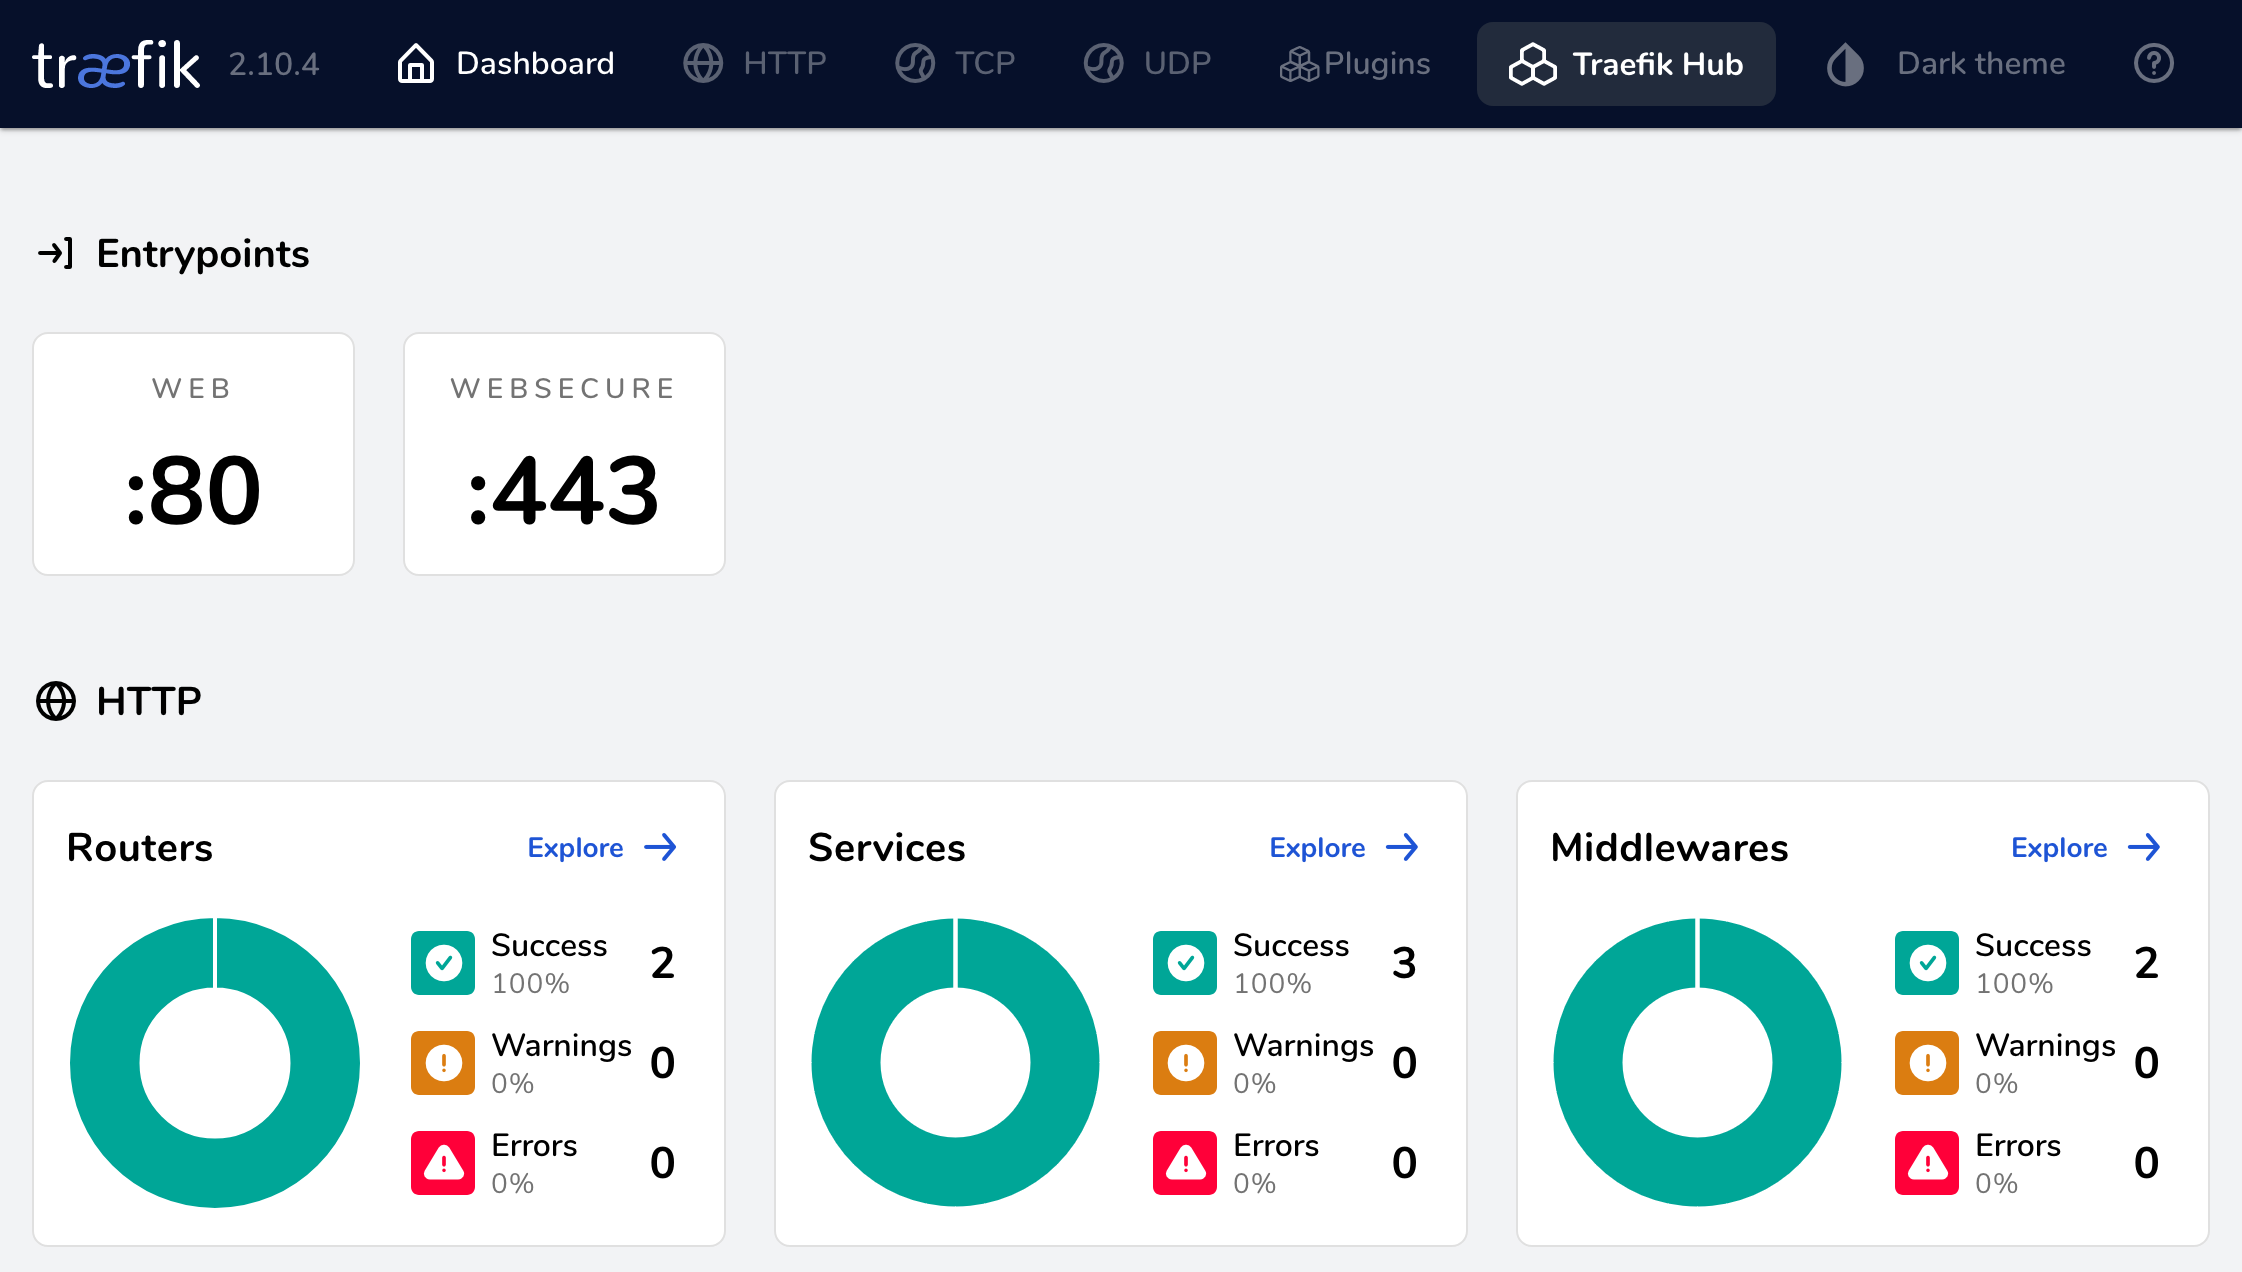 træfik 2.10.4 Dashboard HTTP TCP UDP Plugins Traefik Hub Dark theme ?
Entrypoints
WEB
:80
WEBSECURE
:443
HTTP
Routers Explore
Success 2
100%
Warnings 0
0%
Errors 0
0%
Services Explore
Success 3
100%
Warnings 0
0%
Errors 0
0%
Middlewares Explore
Success 2
100%
Warnings 0
0%
Errors 0
0%